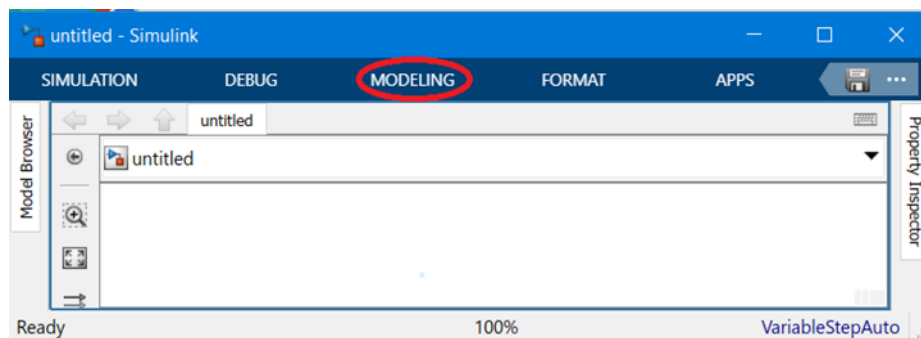 untitled - Simulink
SIMULATION DEBUG MODELING FORMAT APPS
Model Browser
untitled
untitled
Property Inspector
Ready 100% VariableStepAuto